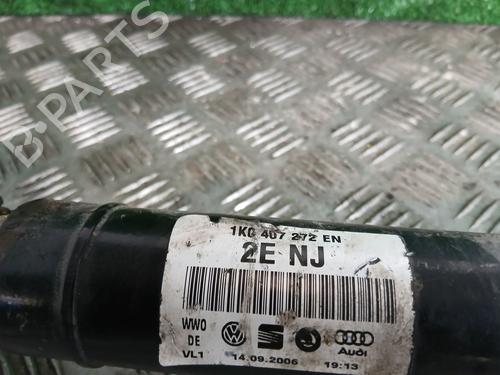 B-PARTS
1K0 407 272 EN
2E NJ
WWO
DE
VL1
Audi
14.09.2006 19:13